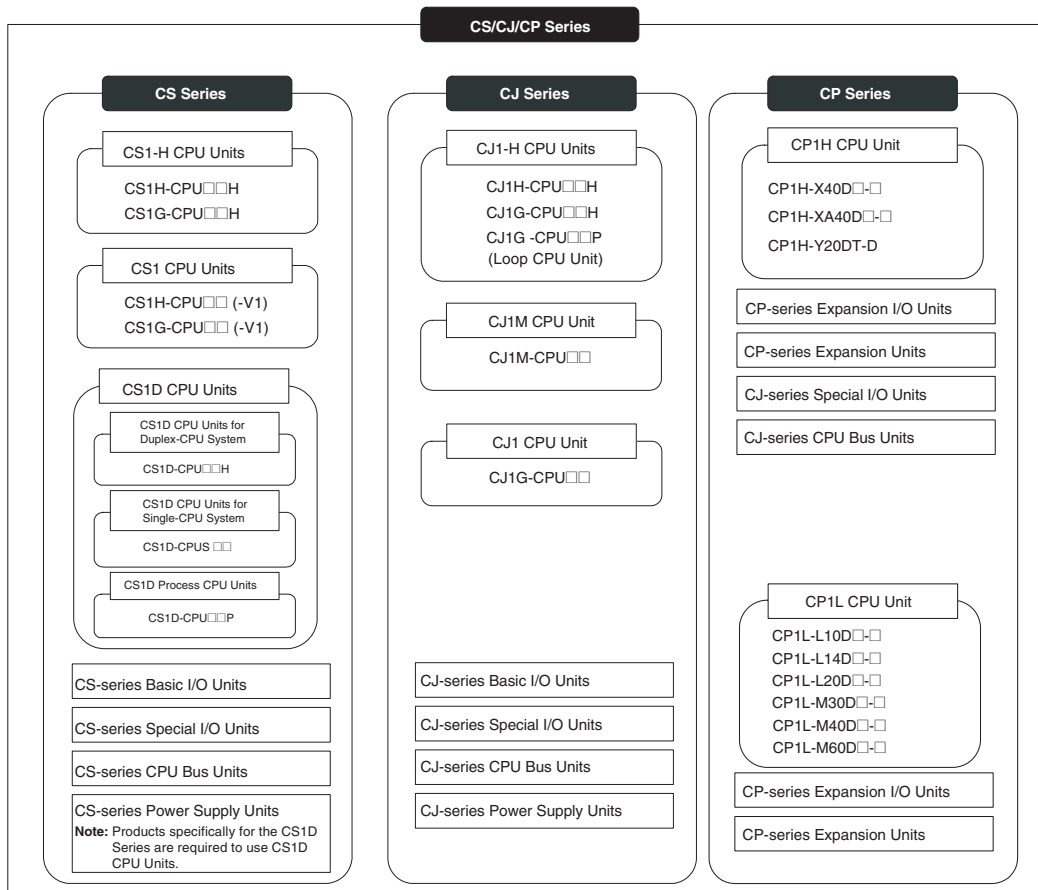 CS/CJ/CP Series
CS Series
CS1-H CPU Units
CS1H-CPU□□H
CS1G-CPU□□H
CS1 CPU Units
CS1H-CPU□□ (-V1)
CS1G-CPU□□ (-V1)
CS1D CPU Units
CS1D CPU Units for
Duplex-CPU System
CS1D-CPU□□H
CS1D CPU Units for
Single-CPU System
CS1D-CPUS □□
CS1D Process CPU Units
CS1D-CPU□□P
CS-series Basic I/O Units
CS-series Special I/O Units
CS-series CPU Bus Units
CS-series Power Supply Units
Note: Products specifically for the CS1D
Series are required to use CS1D
CPU Units.
CJ Series
CJ1-H CPU Units
CJ1H-CPU□□H
CJ1G-CPU□□H
CJ1G -CPU□□P
(Loop CPU Unit)
CJ1M CPU Unit
CJ1M-CPU□□
CJ1 CPU Unit
CJ1G-CPU□□
CJ-series Basic I/O Units
CJ-series Special I/O Units
CJ-series CPU Bus Units
CJ-series Power Supply Units
CP Series
CP1H CPU Unit
CP1H-X40D□-□
CP1H-XA40D□-□
CP1H-Y20DT-D
CP-series Expansion I/O Units
CP-series Expansion Units
CJ-series Special I/O Units
CJ-series CPU Bus Units
CP1L CPU Unit
CP1L-L10D□-□
CP1L-L14D□-□
CP1L-L20D□-□
CP1L-M30D□-□
CP1L-M40D□-□
CP1L-M60D□-□
CP-series Expansion I/O Units
CP-series Expansion Units